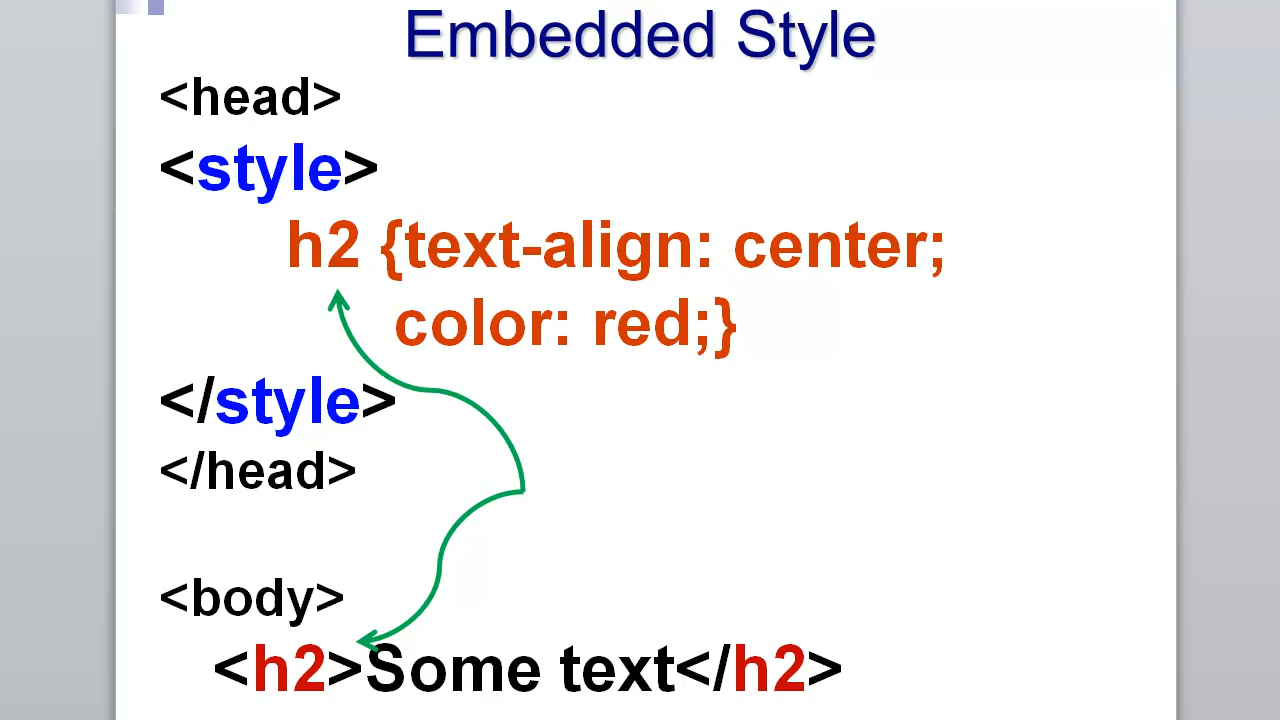 Embedded Style
<head>
<style>
h2 {text-align: center;
color: red;}
</style>
</head>
<body>
<h2>Some text</h2>